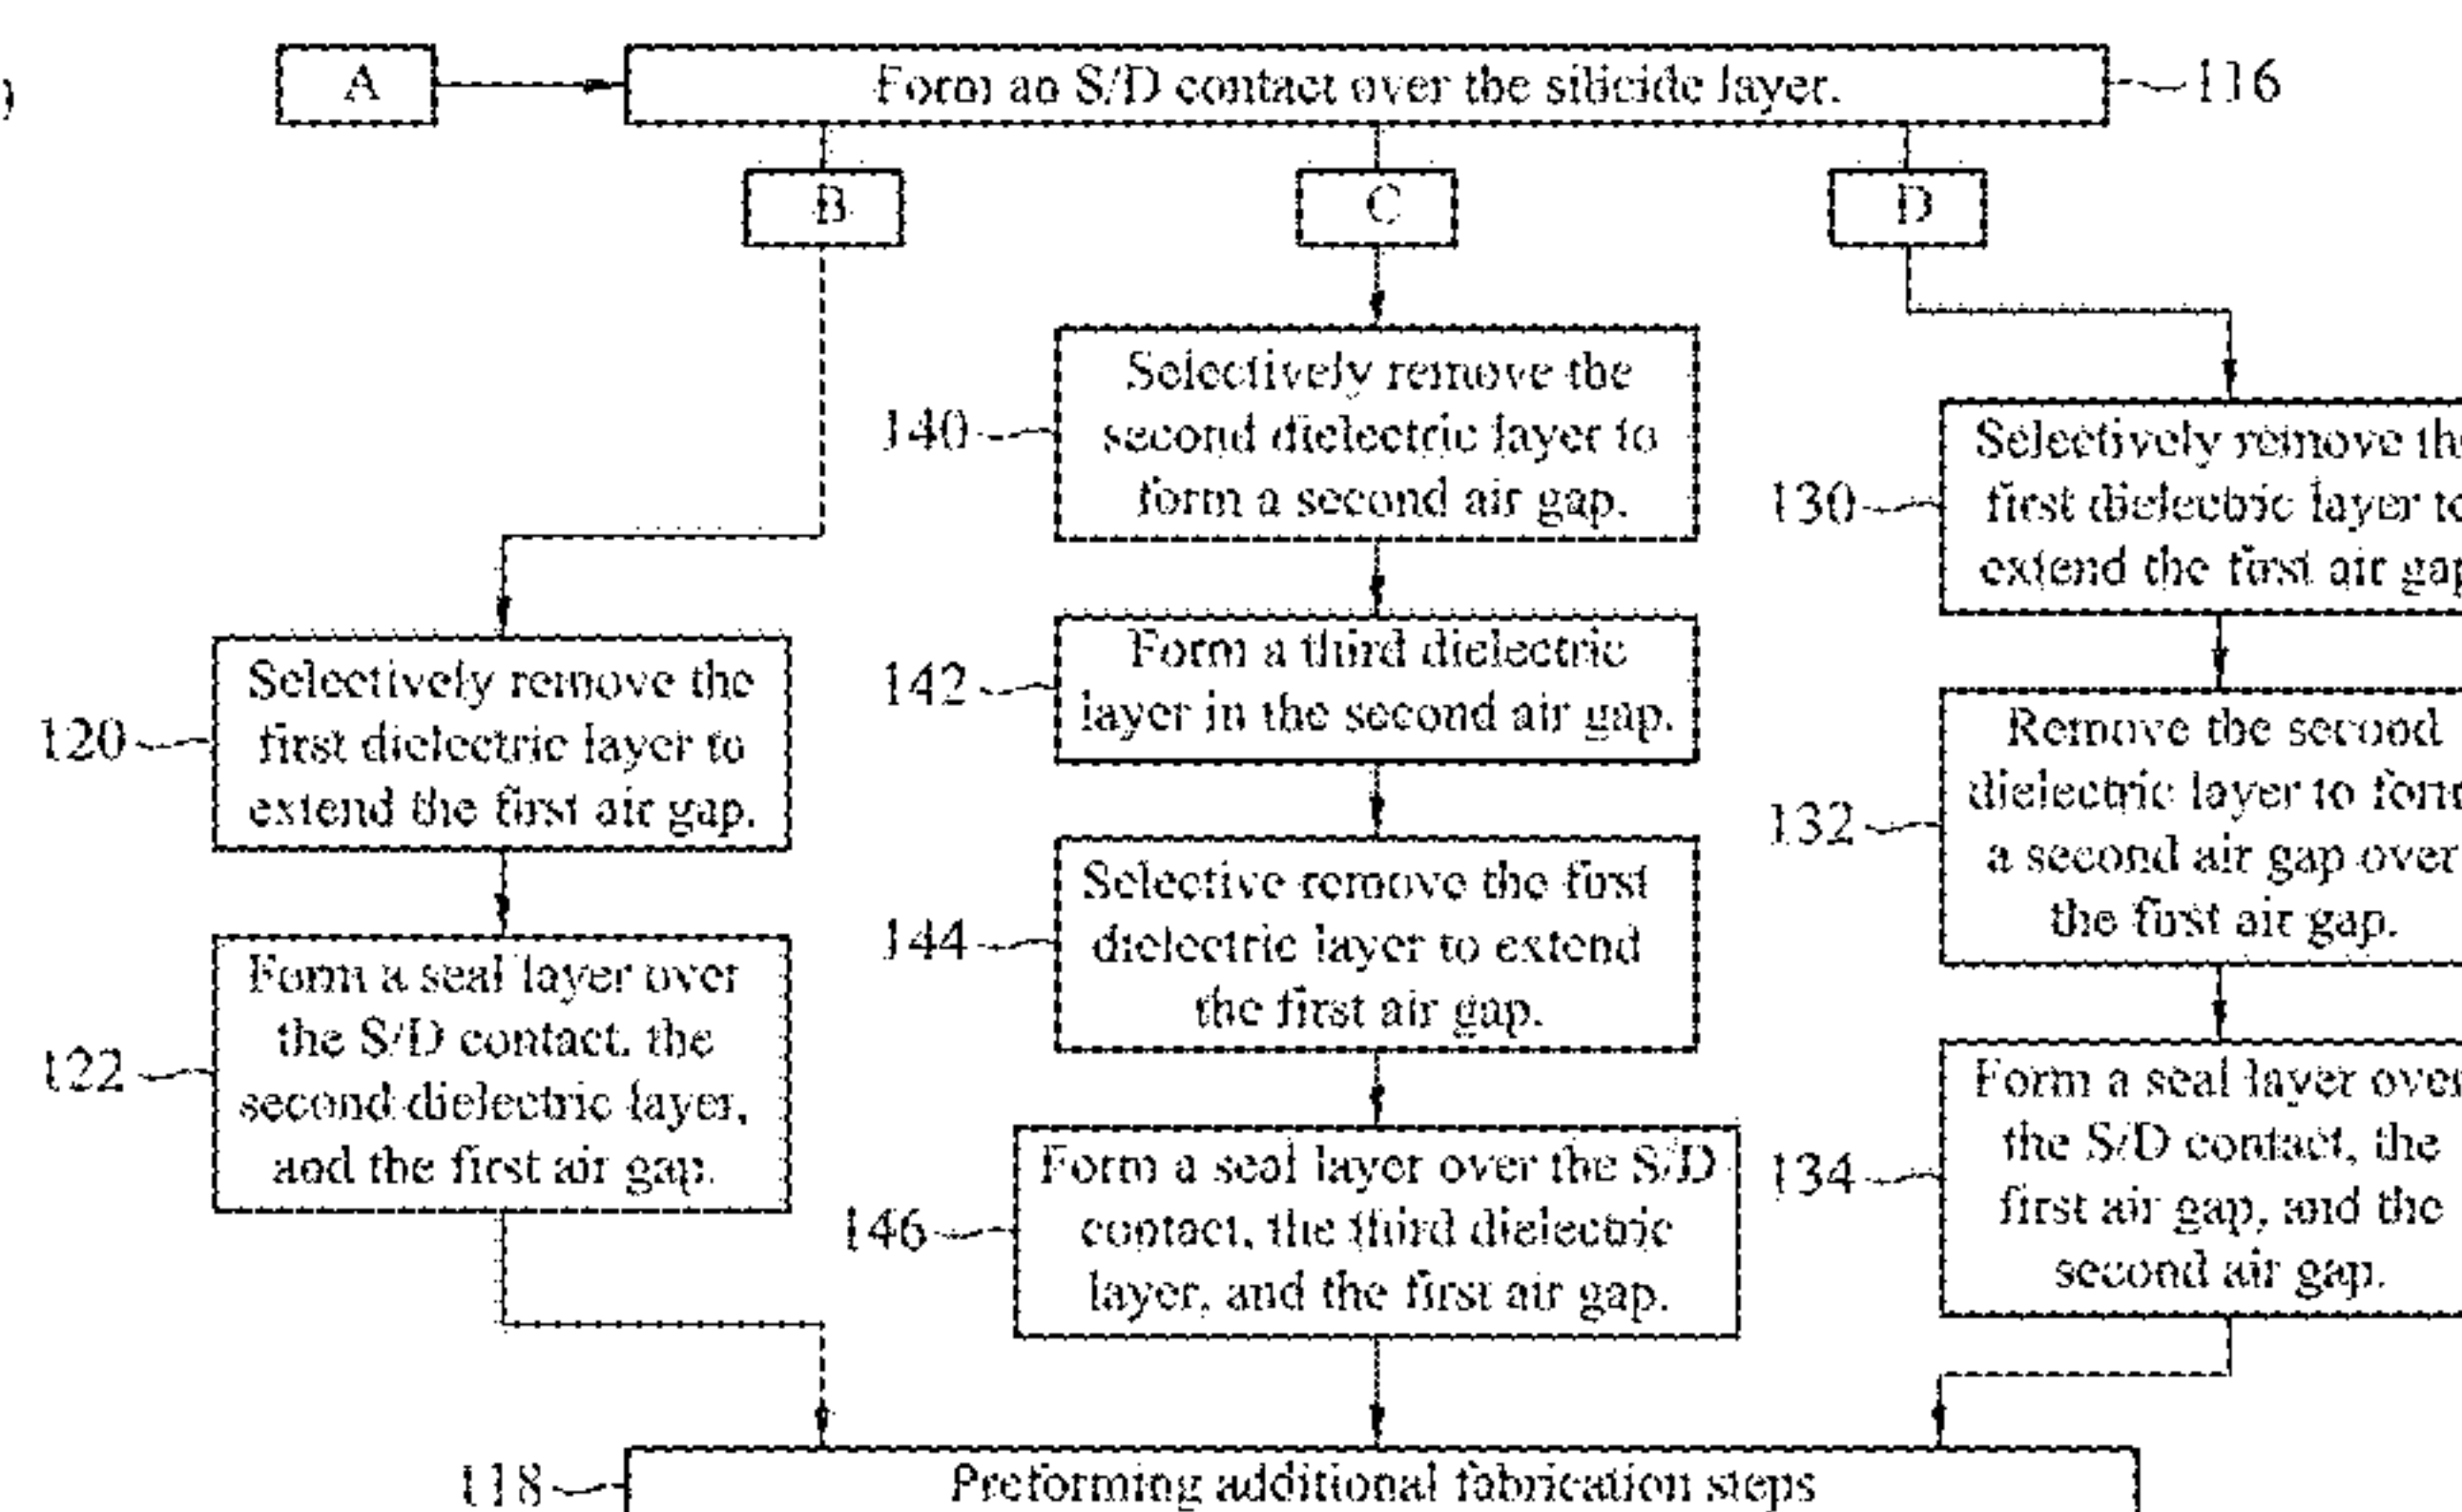 )
A
Form an S/D contact over the silicide layer.
116
B
C
D
120
Selectively remove the
first dielectric layer to
extend the first air gap.
122
Form a seal layer over
the S/D contact, the
second dielectric layer,
and the first air gap.
140
Selectively remove the
second dielectric layer to
form a second air gap.
142
Form a third dielectric
layer in the second air gap.
144
Selective remove the first
dielectric layer to extend
the first air gap.
146
Form a seal layer over the S/D
contact, the third dielectric
layer, and the first air gap.
130
Selectively remove the
first dielectric layer to
extend the first air gap
132
Remove the second
dielectric layer to form
a second air gap over
the first air gap.
134
Form a seal layer over
the S/D contact, the
first air gap, and the
second air gap.
118
Preforming additional fabrication steps